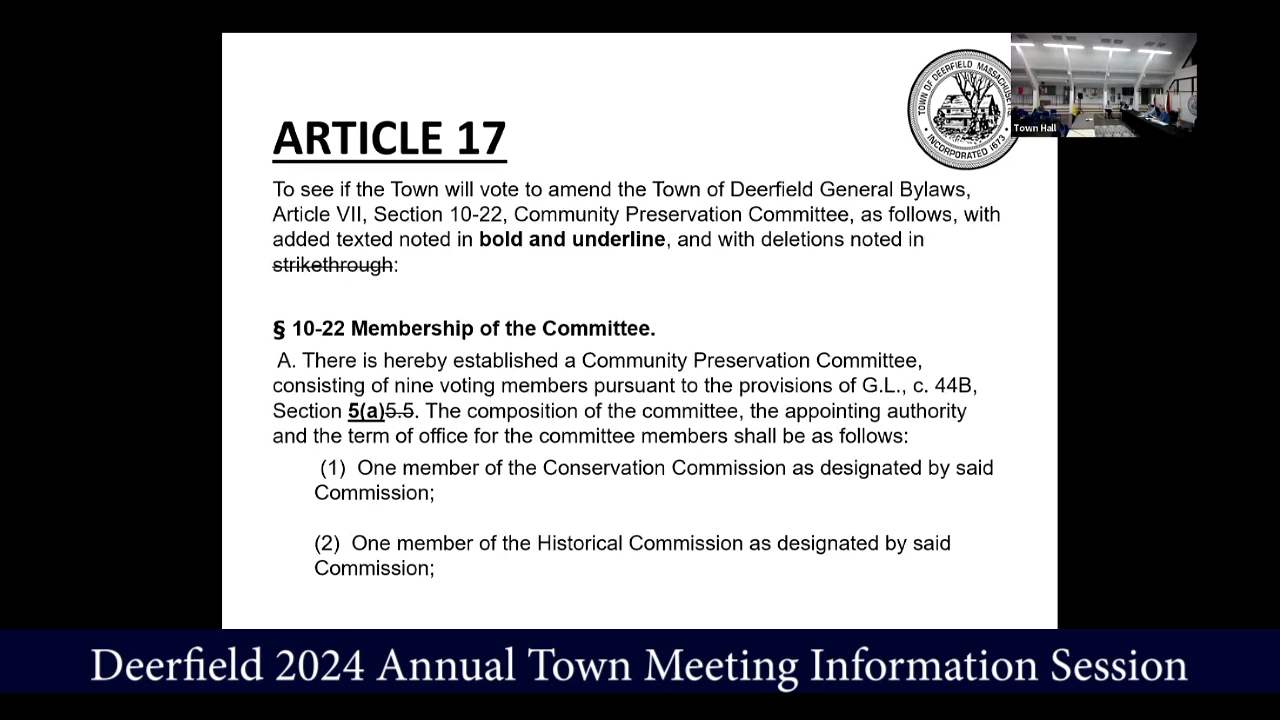 TOWN OF DEERFIELD MASSACHUS
INCORPORATED 1673
Town Hall
ARTICLE 17
To see if the Town will vote to amend the Town of Deerfield General Bylaws,
Article VII, Section 10-22, Community Preservation Committee, as follows, with
added texted noted in bold and underline, and with deletions noted in
strikethrough:
§ 10-22 Membership of the Committee.
A. There is hereby established a Community Preservation Committee,
consisting of nine voting members pursuant to the provisions of G.L., c. 44B,
Section 5(a)5.5. The composition of the committee, the appointing authority
and the term of office for the committee members shall be as follows:
(1) One member of the Conservation Commission as designated by said
Commission;
(2) One member of the Historical Commission as designated by said
Commission;
Deerfield 2024 Annual Town Meeting Information Session